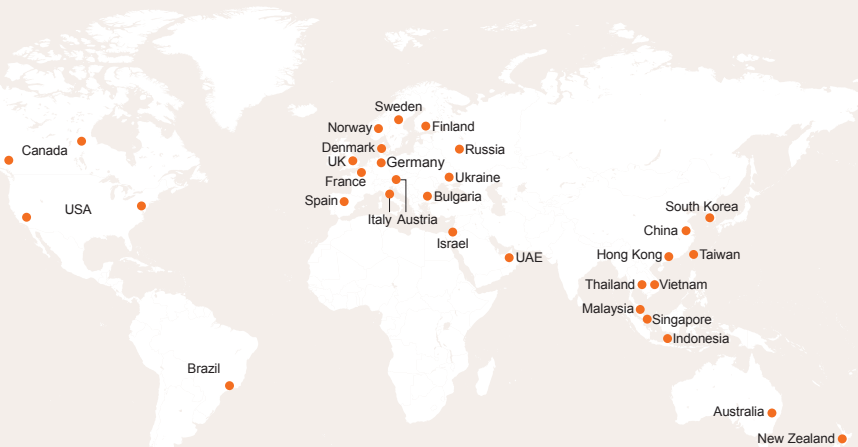 Sweden
Norway
Finland
Canada
Denmark
Russia
UK
Germany
France
Ukraine
USA
Spain
Bulgaria
South Korea
Italy Austria
China
Israel
Hong Kong
Taiwan
UAE
Thailand
Vietnam
Malaysia
Singapore
Indonesia
Brazil
Australia
New Zealand